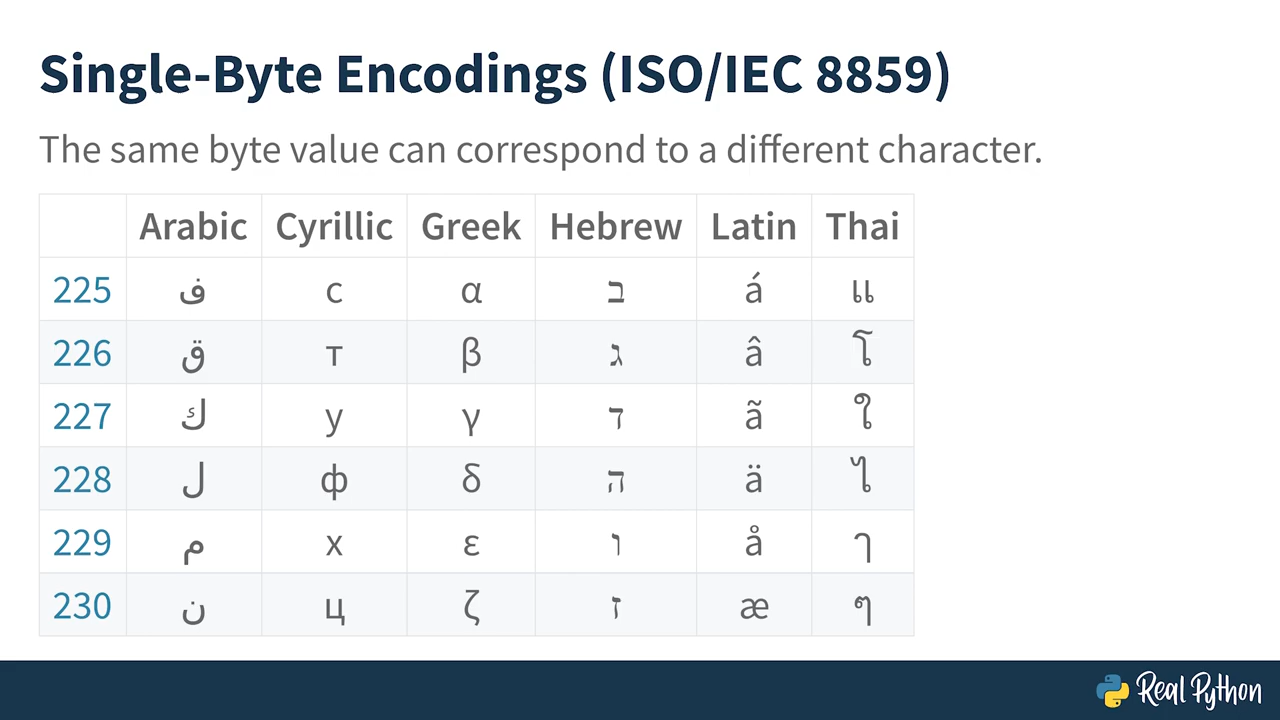 Single-Byte Encodings (ISO/IEC 8859)
The same byte value can correspond to a different character.
Arabic Cyrillic Greek Hebrew Latin Thai
225 ف с α ב á แ
226 ق т β ג â โ
227 ك у γ ד ã ใ
228 ل ф δ ה ä ไ
229 م х ε ו å ๅ
230 ن ц ζ ז æ ๆ
Real Python